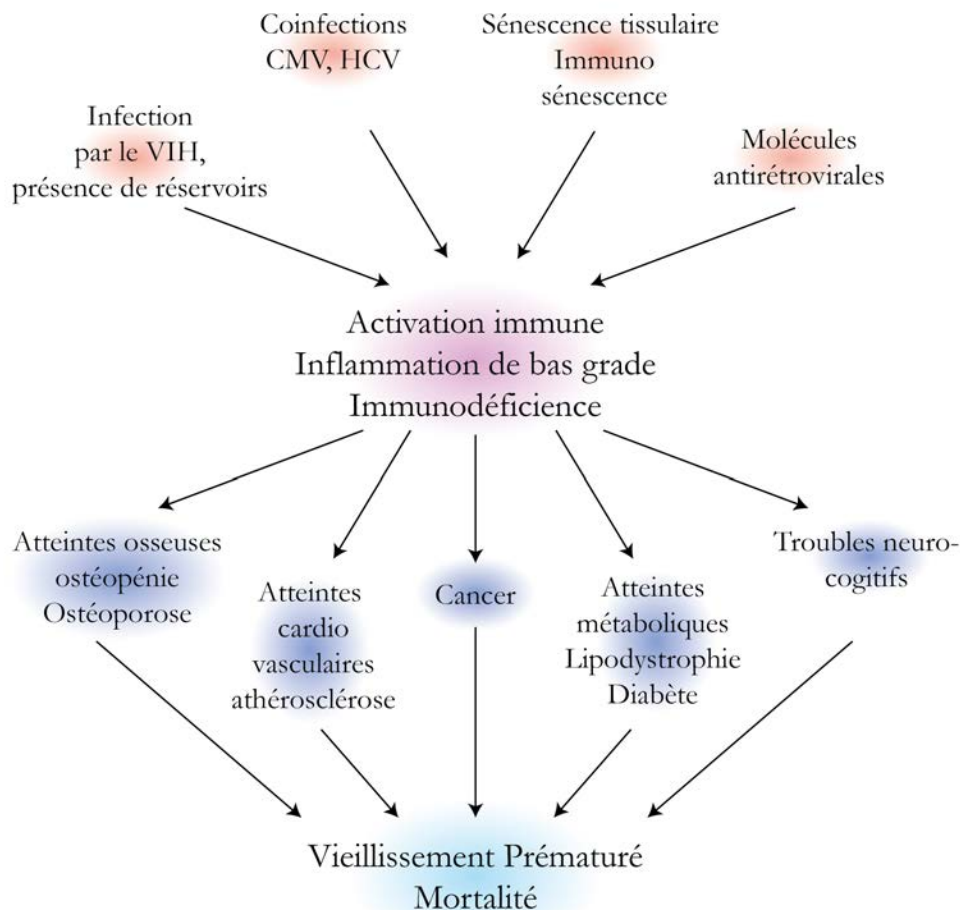 Coinfections
CMV, HCV
Sénescence tissulaire
Immuno
sénescence
Infection
par le VIH,
présence de réservoirs
Molécules
antirétrovirales
Activation immune
Inflammation de bas grade
Immunodéficience
Atteintes osseuses
ostéopénie
Ostéoporose
Atteintes
cardio
vasculaires
athérosclérose
Cancer
Atteintes
métaboliques
Lipodystrophie
Diabète
Troubles neuro-
cogitifs
Vieillissement Prématuré
Mortalité